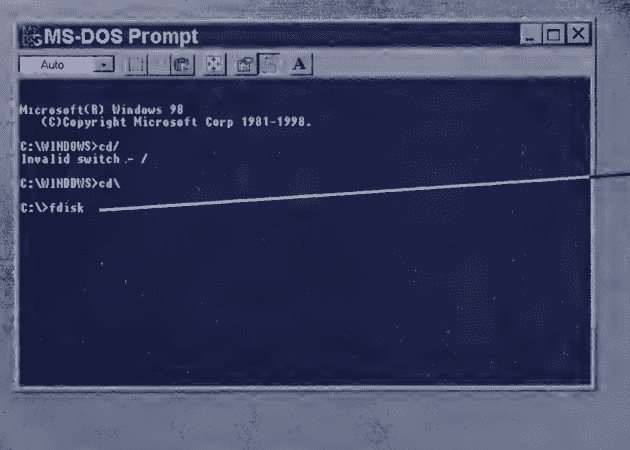 MS-DOS Prompt
Auto
A
Microsoft(R) Windows 98
(C)Copyright Microsoft Corp 1981-1998.
C:\WINDOWS>cd/
Invalid switch - /
C:\WINDOWS>cd\
C:\>fdisk